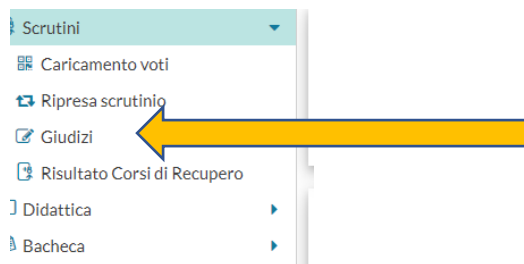 Scrutini
Caricamento voti
Ripresa scrutinio
Giudizi
Risultato Corsi di Recupero
Didattica
Bacheca